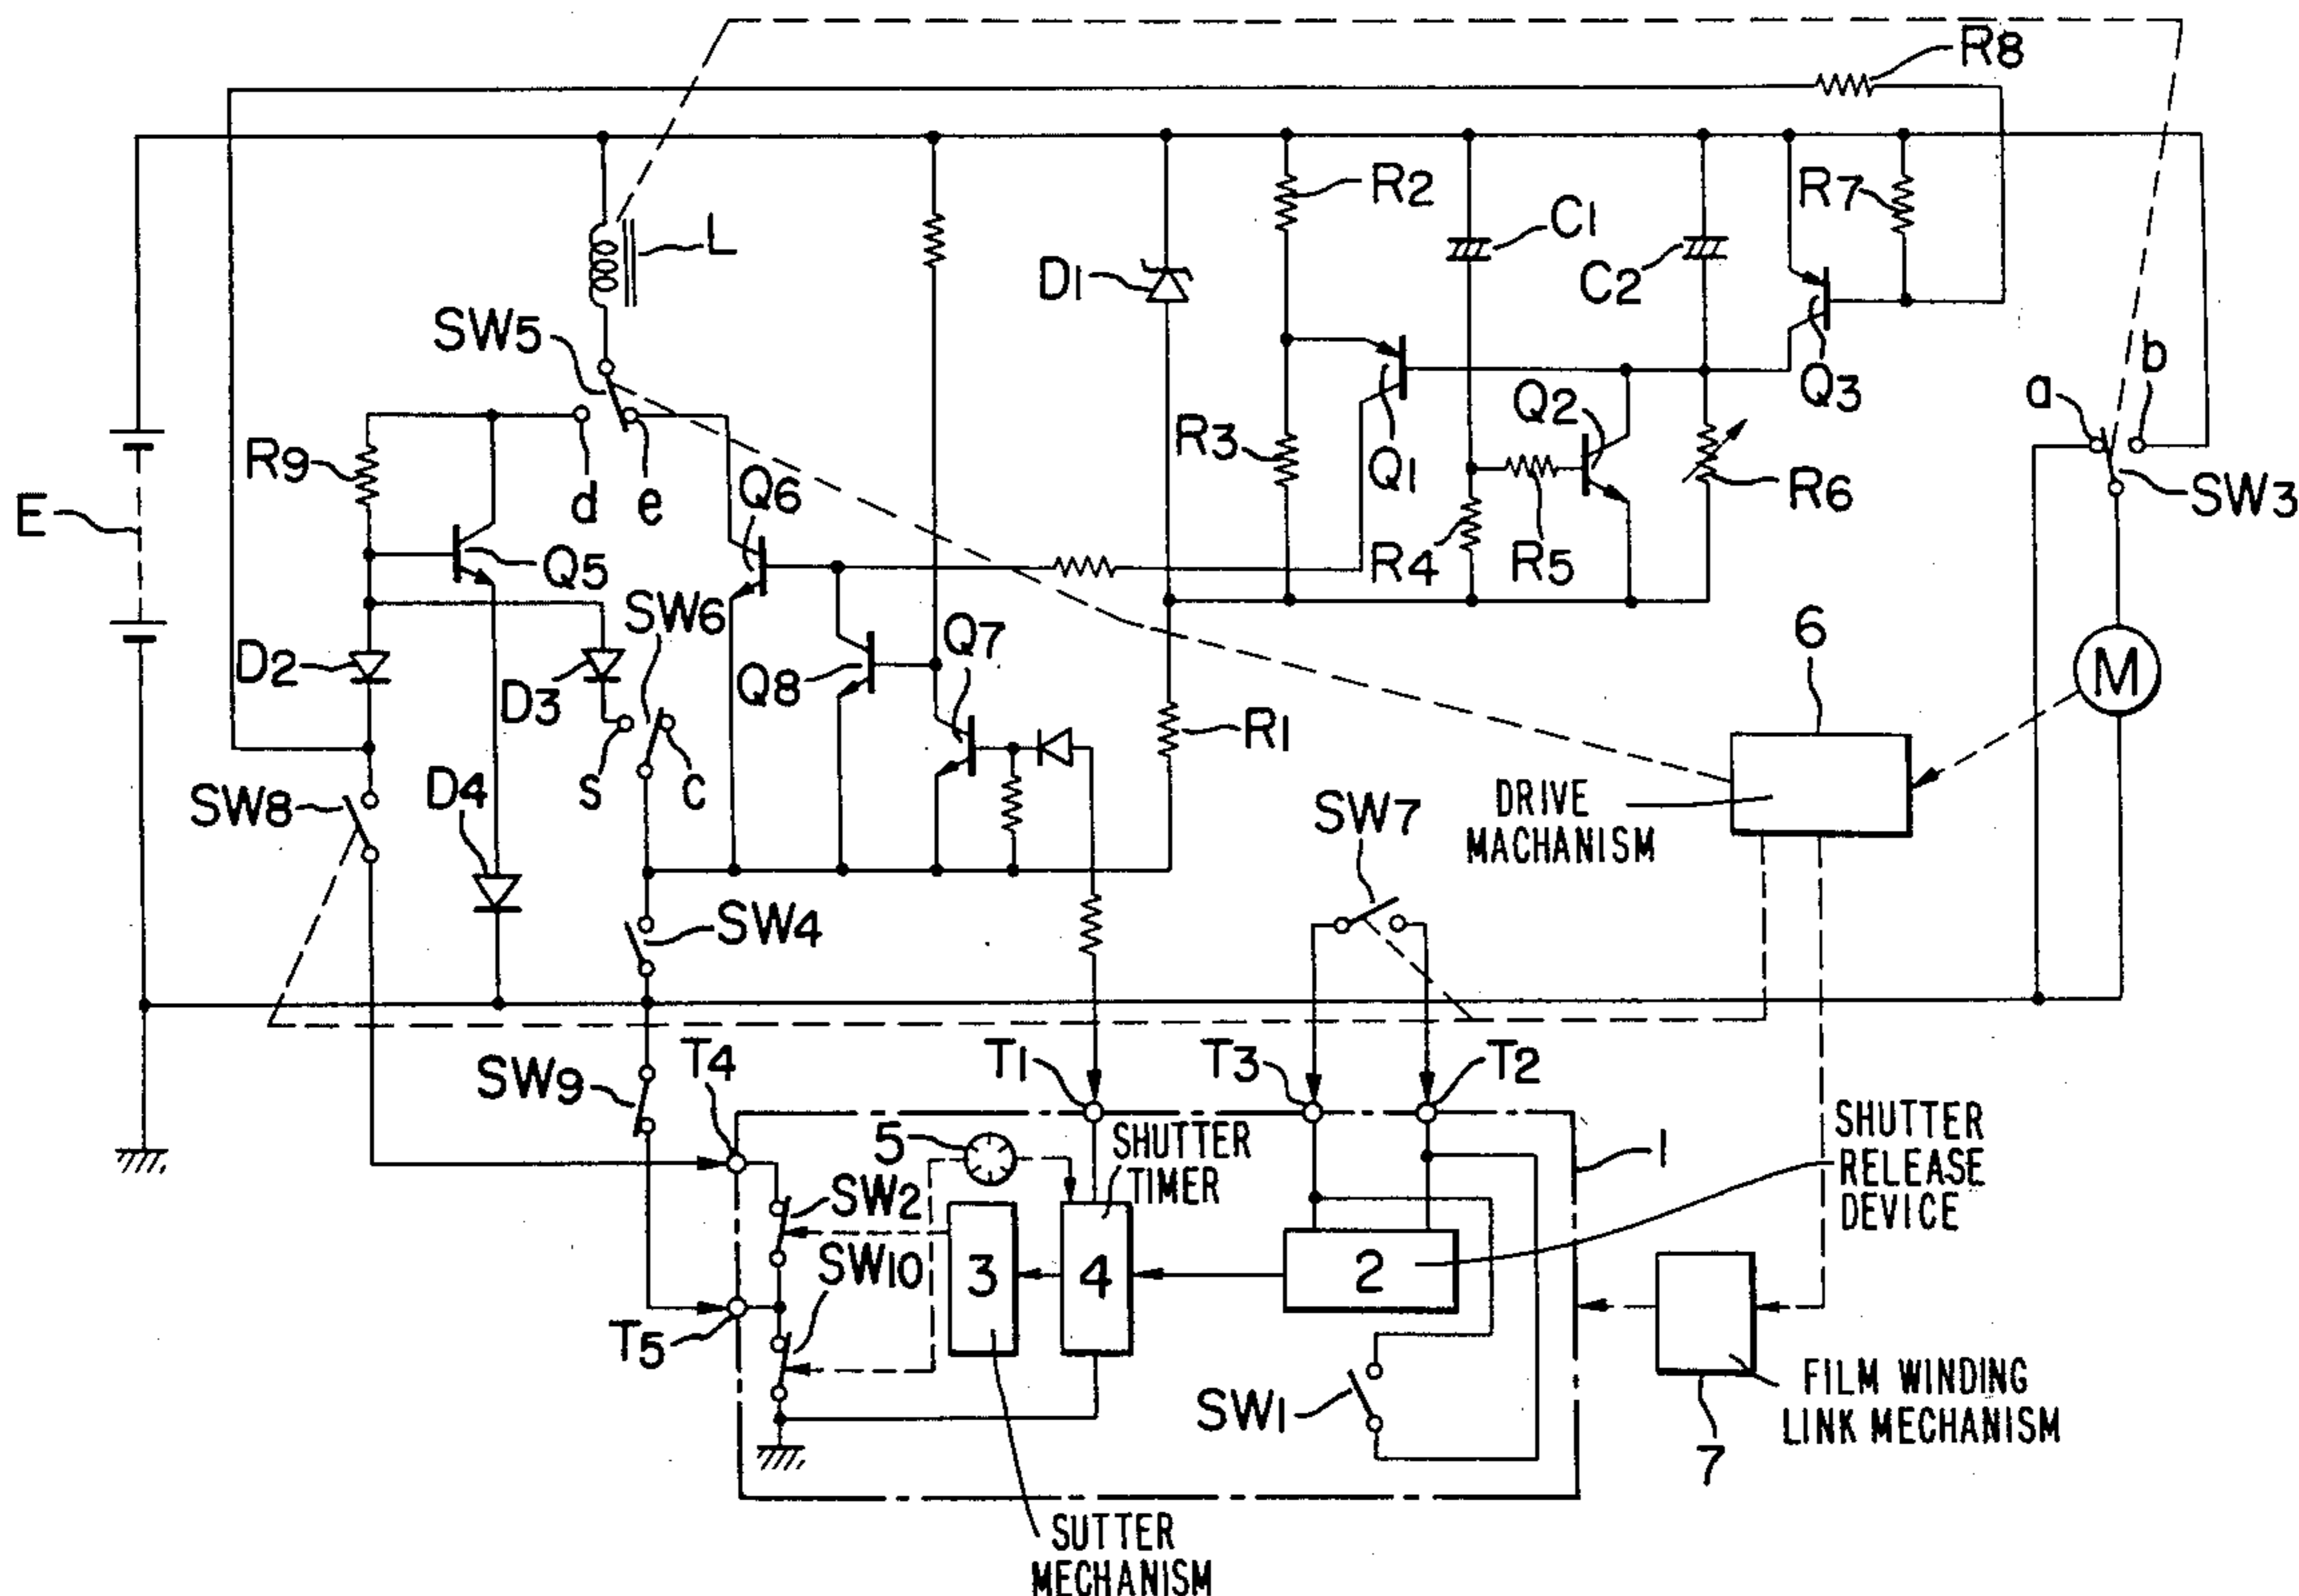 R8
R2
R7
C1
L
D1
C2
SW5
b
Q3
a
Q2
R3
R9
Q1
R6
SW3
Q6
d
e
E
Q5
R4
R5
SW6
6
Q7
D2
M
Q8
D3
R1
S
C
D4
SW8
SW7
DRIVE
MACHANISM
SW4
T4
T1
T3
T2
SW9
SHUTTER
RELEASE
DEVICE
5
SHUTTER
TIMER
1
SW2
SW10
3
4
2
T5
SW1
FILM WINDING
LINK MECHANISM
7
SUTTER
MECHANISM